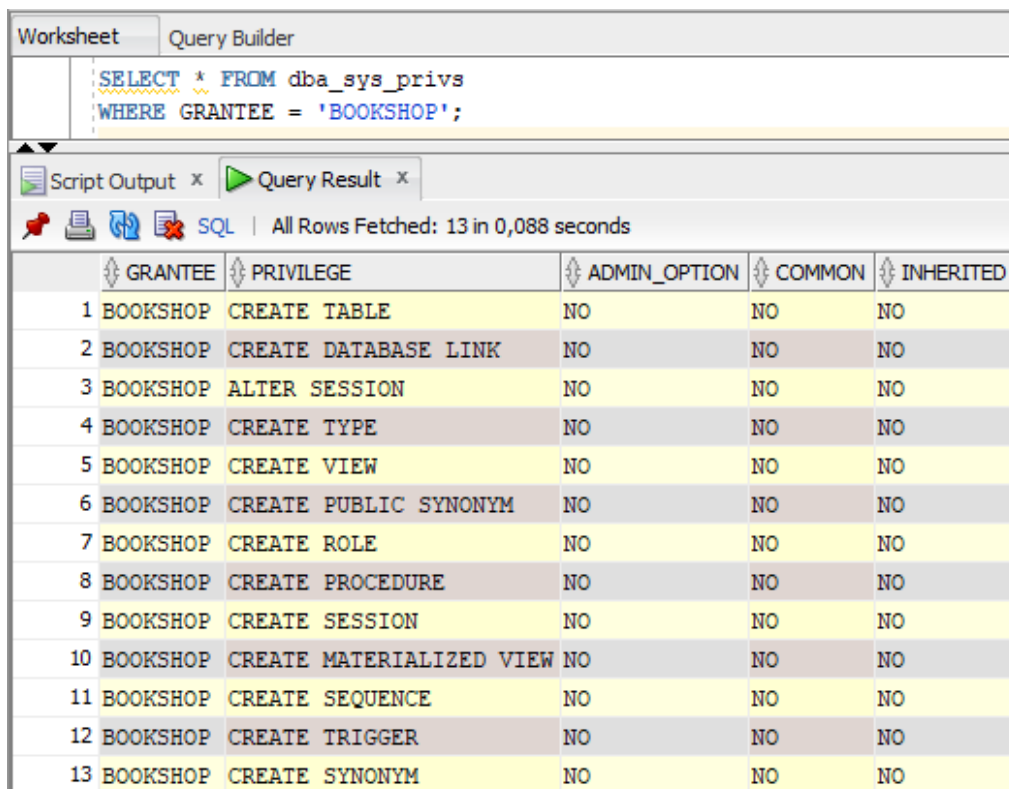 Worksheet Query Builder
SELECT * FROM dba_sys_privs
WHERE GRANTEE = 'BOOKSHOP';
Script Output x Query Result x
SQL | All Rows Fetched: 13 in 0,088 seconds
GRANTEE PRIVILEGE ADMIN_OPTION COMMON INHERITED
1 BOOKSHOP CREATE TABLE NO NO NO
2 BOOKSHOP CREATE DATABASE LINK NO NO NO
3 BOOKSHOP ALTER SESSION NO NO NO
4 BOOKSHOP CREATE TYPE NO NO NO
5 BOOKSHOP CREATE VIEW NO NO NO
6 BOOKSHOP CREATE PUBLIC SYNONYM NO NO NO
7 BOOKSHOP CREATE ROLE NO NO NO
8 BOOKSHOP CREATE PROCEDURE NO NO NO
9 BOOKSHOP CREATE SESSION NO NO NO
10 BOOKSHOP CREATE MATERIALIZED VIEW NO NO NO
11 BOOKSHOP CREATE SEQUENCE NO NO NO
12 BOOKSHOP CREATE TRIGGER NO NO NO
13 BOOKSHOP CREATE SYNONYM NO NO NO